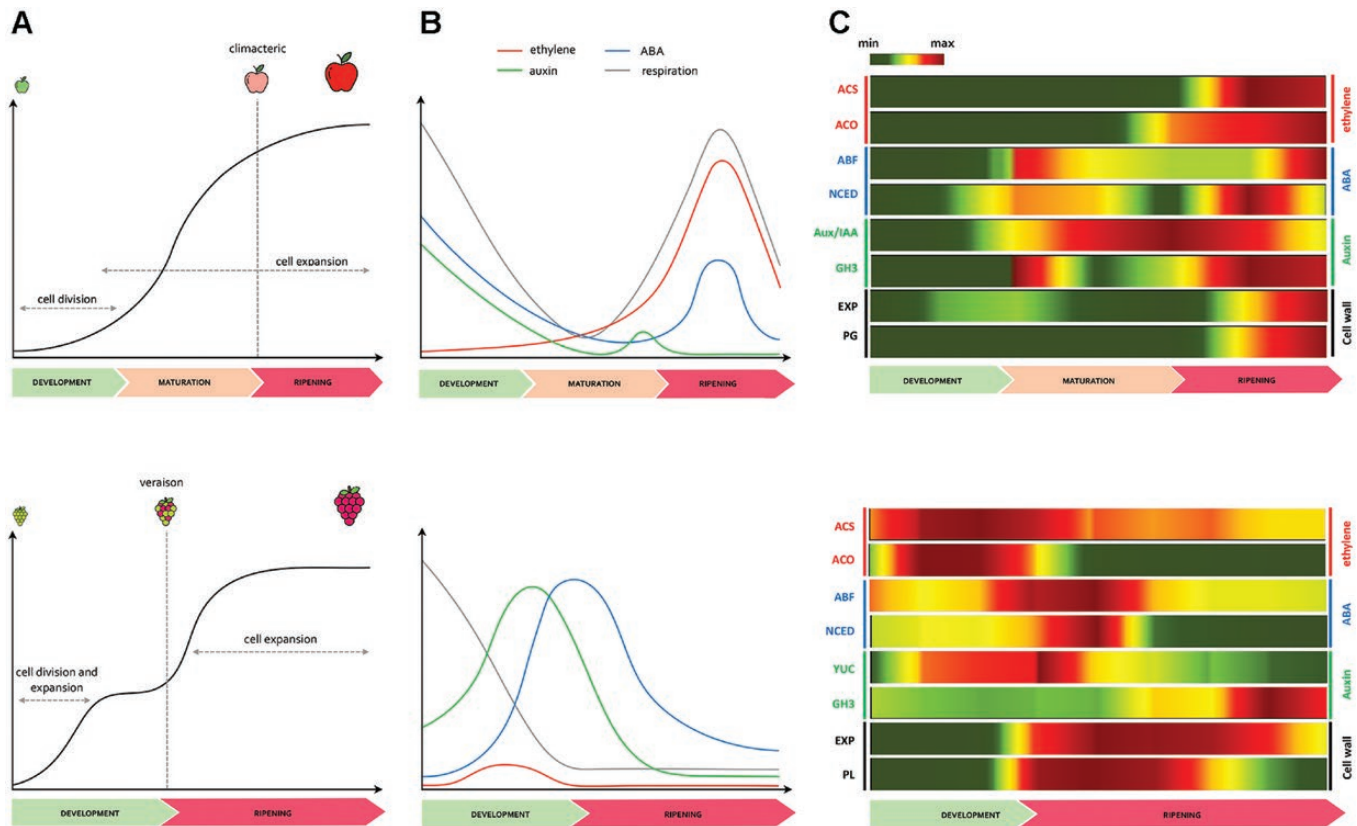 A
climacteric
cell expansion
cell division
DEVELOPMENT
MATURATION
RIPENING
B
ethylene
ABA
auxin
respiration
DEVELOPMENT
MATURATION
RIPENING
C
min
max
ACS
ACO
ethylene
ABF
NCED
ABA
Aux/IAA
GH3
Auxin
EXP
PG
Cell wall
DEVELOPMENT
MATURATION
RIPENING
veraison
cell expansion
cell division and
expansion
DEVELOPMENT
RIPENING
DEVELOPMENT
RIPENING
ACS
ACO
ethylene
ABF
NCED
ABA
YUC
GH3
Auxin
EXP
PL
Cell wall
DEVELOPMENT
RIPENING